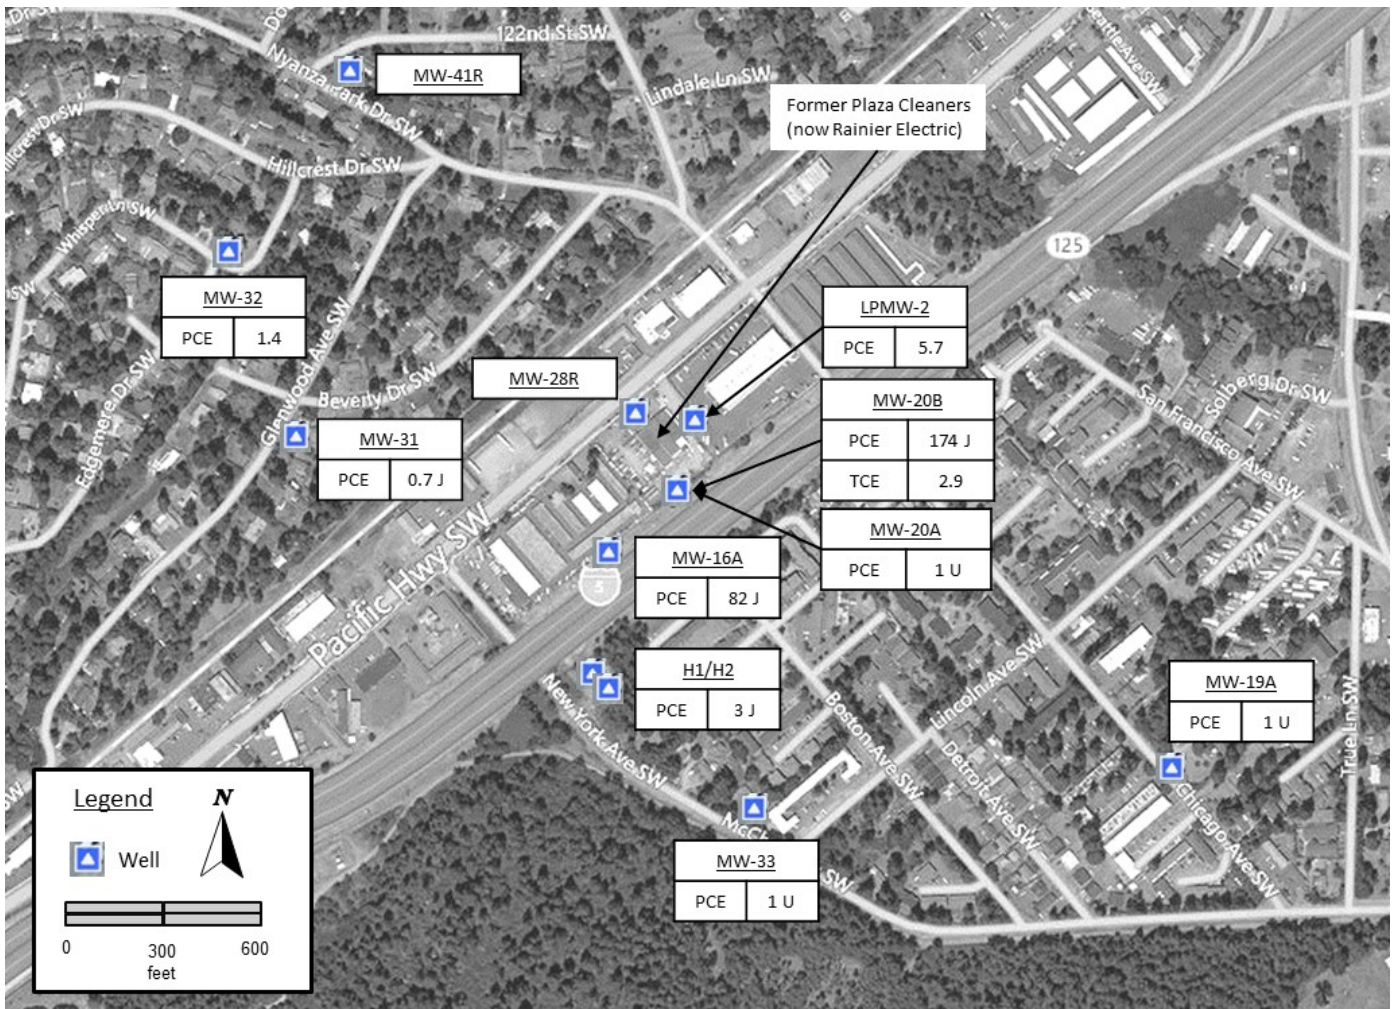 122nd St SW
Nyanza Park Dr SW
MW-41R
Lindale Ln SW
Former Plaza Cleaners
(now Rainier Electric)
Hillcrest Dr SW
Hillcrest Dr SW
Whisper Ln SW
SW
125
MW-32
PCE 1.4
LPMW-2
PCE 5.7
MW-28R
Beverly Dr SW
Glenwood Ave SW
Edgemere Dr SW
MW-31
PCE 0.7 J
MW-20B
PCE 174 J
TCE 2.9
San Francisco Ave SW
Solberg Dr SW
MW-20A
PCE 1 U
Pacific Hwy SW
MW-16A
PCE 82 J
5
H1/H2
PCE 3 J
New York Ave SW
Boston Ave SW
Lincoln Ave SW
Detroit Ave SW
MW-19A
PCE 1 U
True Ln SW
Chicago Ave SW
MW-33
PCE 1 U
SW
SW
Legend
N
Well
0 300 600
feet